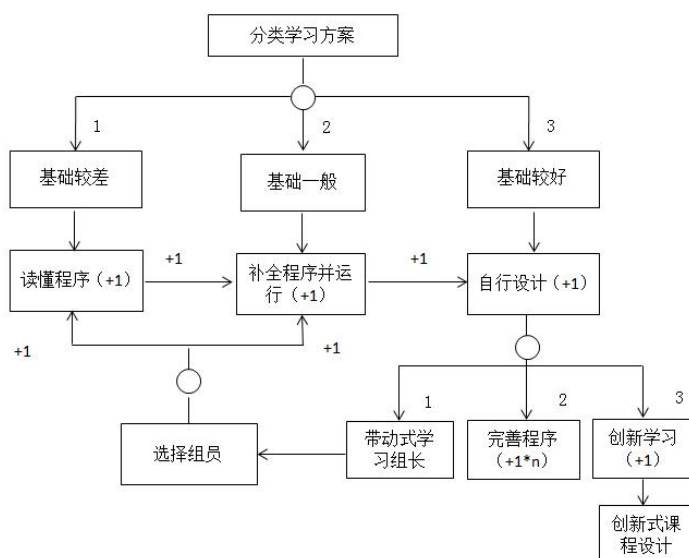 分类学习方案
1
2
3
基础较差
基础一般
基础较好
读懂程序（+1）
+1
补全程序并运
行（+1）
+1
自行设计（+1）
+1
+1
1
2
3
选择组员
带动式学
习组长
完善程序
（+1*n）
创新学习
（+1）
创新式课
程设计